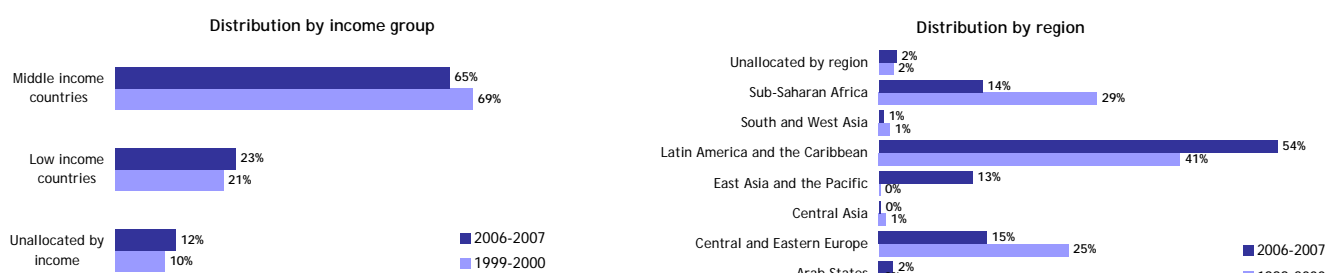 Distribution by income group
Middle income
countries
65%
69%
Low income
countries
23%
21%
Unallocated by
income
12%
10%
2006-2007
1999-2000
Distribution by region
Unallocated by region
2%
2%
Sub-Saharan Africa
14%
29%
South and West Asia
1%
1%
Latin America and the Caribbean
54%
41%
East Asia and the Pacific
13%
0%
Central Asia
0%
1%
Central and Eastern Europe
15%
25%
Arab States
2%
2006-2007